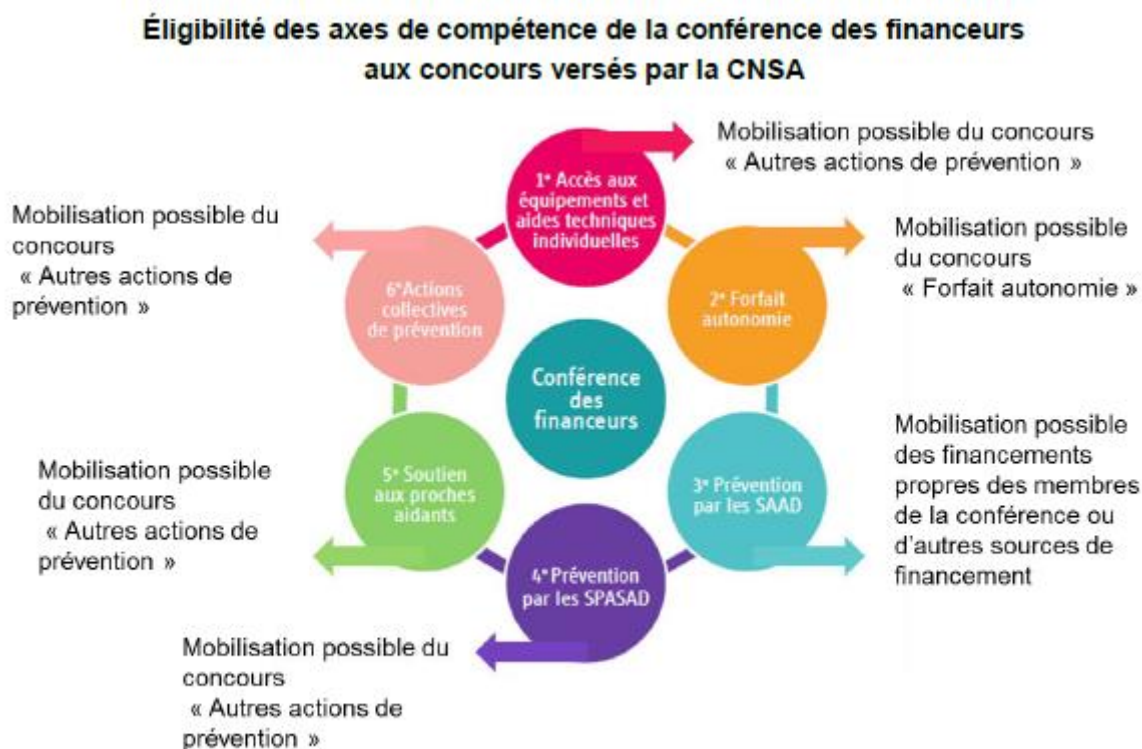 Éligibilité des axes de compétence de la conférence des financeurs
aux concours versés par la CNSA
1° Accès aux
équipements et
aides techniques
individuelles
Mobilisation possible du concours
« Autres actions de prévention »
2° Forfait
autonomie
Mobilisation possible
du concours
« Forfait autonomie »
3° Prévention
par les SAAD
Mobilisation possible
des financements
propres des membres
de la conférence ou
d'autres sources de
financement
4° Prévention
par les SPASAD
Mobilisation possible du
concours
« Autres actions de
prévention »
5° Soutien
aux proches
aidants
Mobilisation possible
du concours
« Autres actions de
prévention »
6° Actions
collectives
de prévention
Mobilisation possible du
concours
« Autres actions de
prévention »
Conférence
des
financeurs